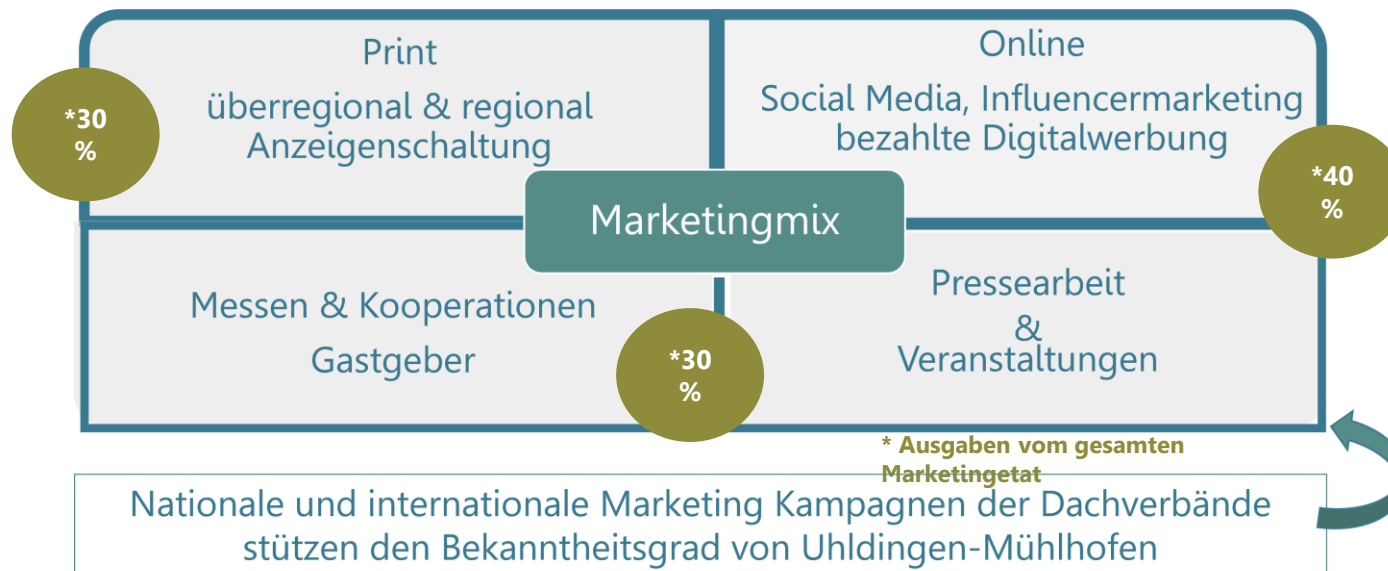 Print
überregional & regional
Anzeigenschaltung
*30
%
Online
Social Media, Influencermarketing
bezahlte Digitalwerbung
*40
%
Marketingmix
Messen & Kooperationen
Gastgeber
*30
%
Pressearbeit
&
Veranstaltungen
* Ausgaben vom gesamten
Marketingetat
Nationale und internationale Marketing Kampagnen der Dachverbände
stützen den Bekanntheitsgrad von Uhldingen-Mühlhofen